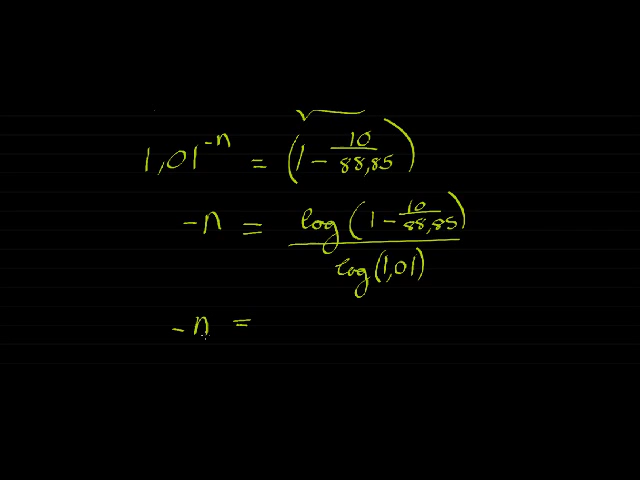 1,01^-n = (1 - 10/88,85)
-n = log(1 - 10/88,85) / log(1,01)
-n =